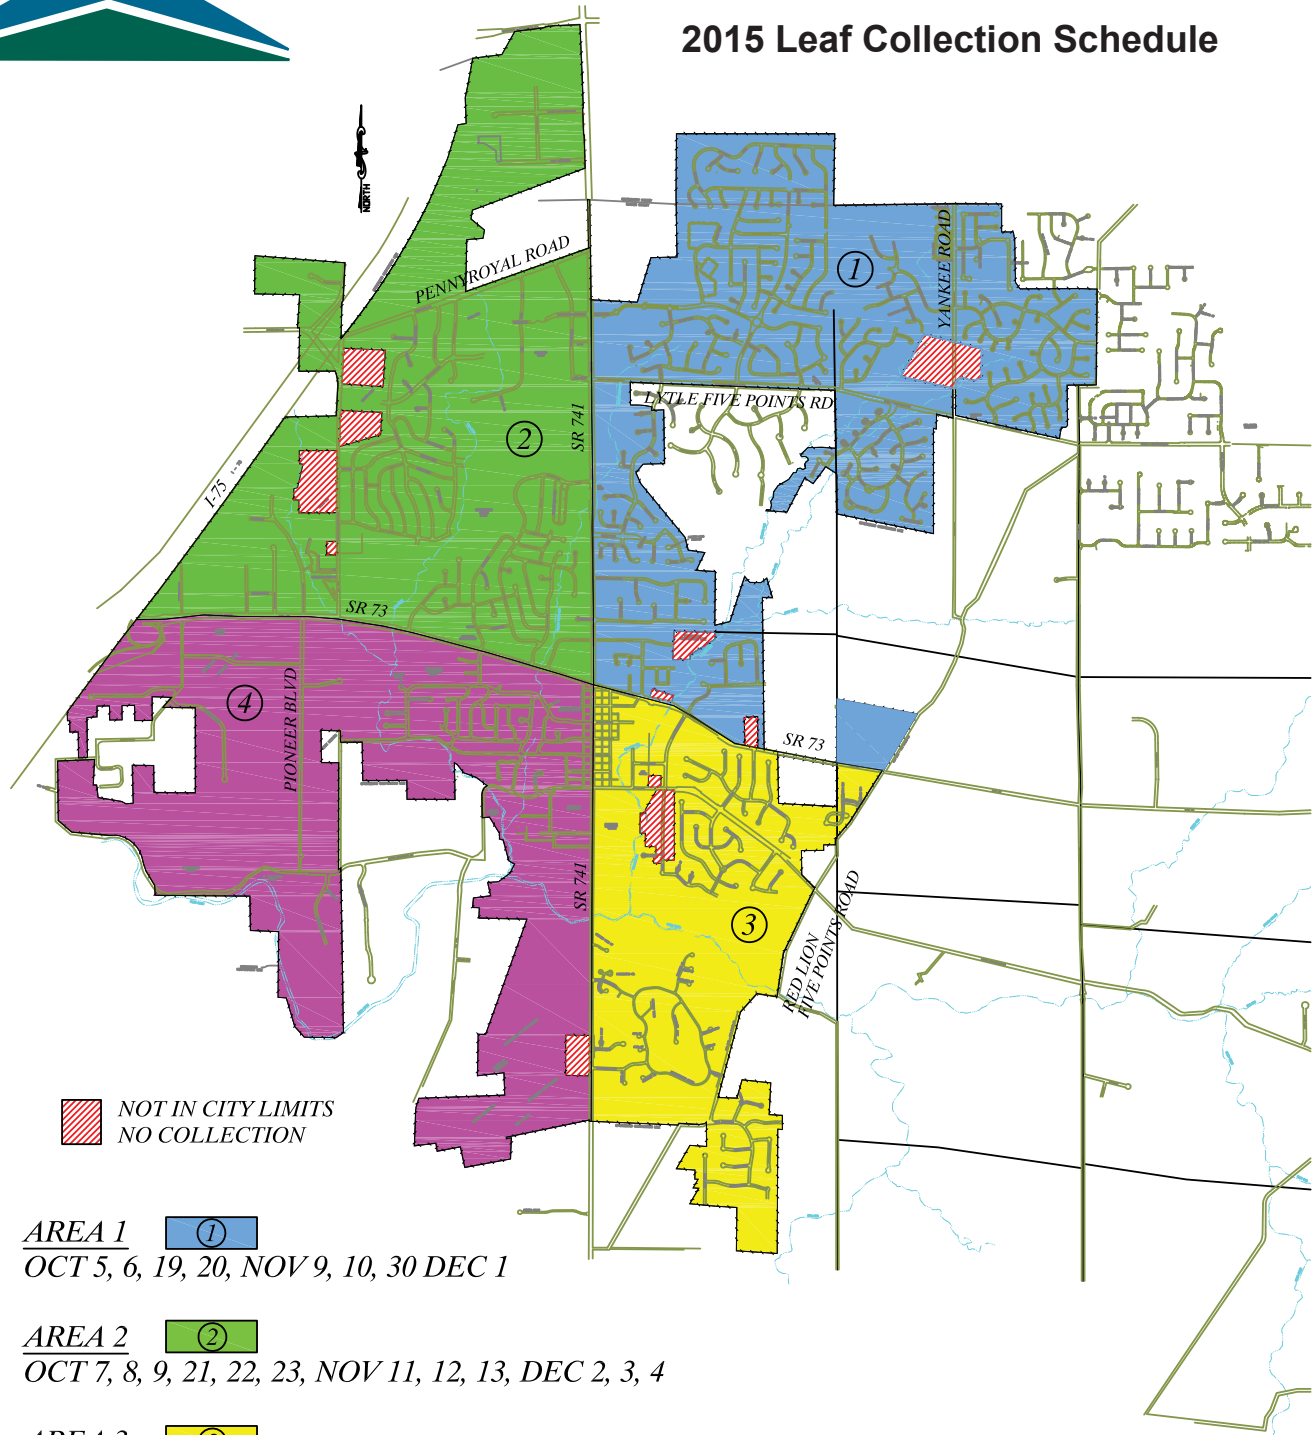 2015 Leaf Collection Schedule
NORTH
PENNYROYAL ROAD
1
YANKEE ROAD
LYTLE FIVE POINTS RD
SR 741
2
I-75
SR 73
4
PIONEER BLVD
SR 73
SR 741
3
RED LION
FIVE POINTS ROAD
NOT IN CITY LIMITS
NO COLLECTION
AREA 1 1
OCT 5, 6, 19, 20, NOV 9, 10, 30 DEC 1
AREA 2 2
OCT 7, 8, 9, 21, 22, 23, NOV 11, 12, 13, DEC 2, 3, 4
AREA 3 3